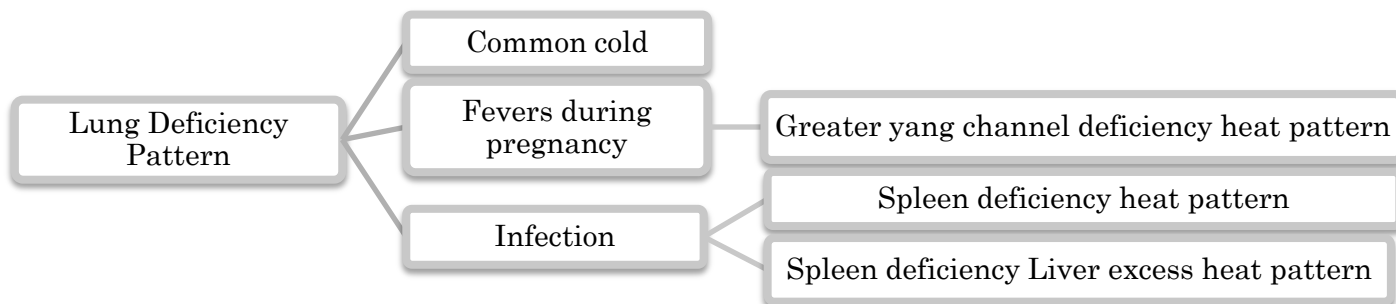 Common cold
Lung Deficiency
Pattern
Fevers during
pregnancy
Greater yang channel deficiency heat pattern
Infection
Spleen deficiency heat pattern
Spleen deficiency Liver excess heat pattern